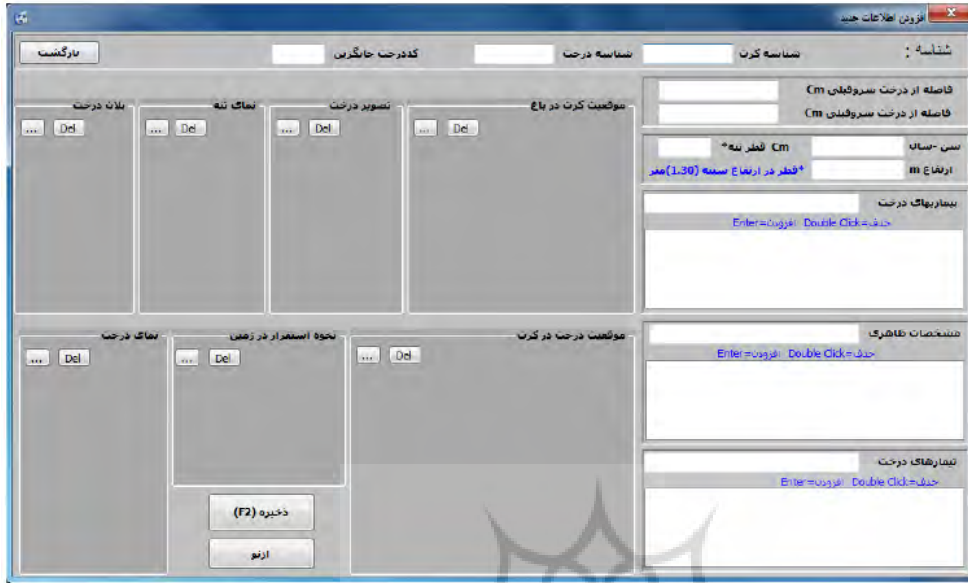 افزودن اطلاعات جدید
شناسه :
شناسه کرت
شناسه درخت
کددرخت جایگزین
بازگشت
فاصله از درخت سروقبلی Cm
فاصله از درخت سروقبلی Cm
سن -سال
Cm قطر تنه*
ارتفاع m
*قطر در ارتفاع سینه (1.30)متر
بیماریهای درخت
حذف=Double Click افزودن=Enter
مشخصات ظاهری
حذف=Double Click افزودن=Enter
تیمارهای درخت
حذف=Double Click افزودن=Enter
موقعیت کرت در باغ
... Del
تصویر درخت
... Del
نمای تنه
... Del
پلان درخت
... Del
موقعیت درخت در کرت
... Del
نحوه استقرار در زمین
... Del
نمای درخت
... Del
ذخیره (F2)
ازنو